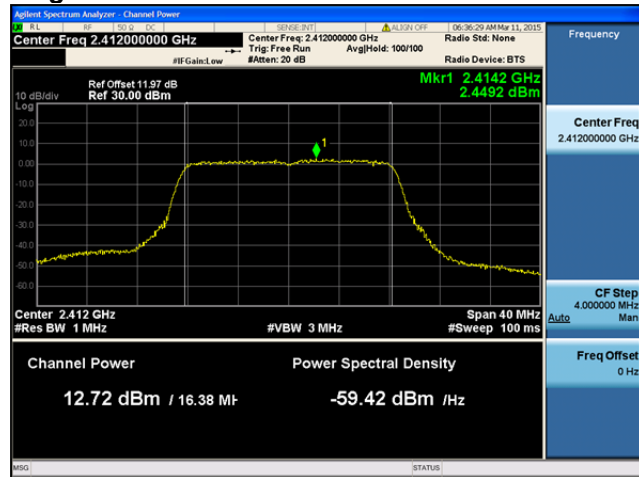 Agilent Spectrum Analyzer - Channel Power
RL RF 50 Ω DC SENSE:INT ALIGN OFF 06:36:29 AM Mar 11, 2015
Center Freq 2.412000000 GHz Center Freq: 2.412000000 GHz Radio Std: None Frequency
Trig: Free Run Avg|Hold: 100/100
#IFGain:Low #Atten: 20 dB Radio Device: BTS
Mkr1 2.4142 GHz
Ref Offset 11.97 dB 2.4492 dBm
10 dB/div Ref 30.00 dBm
Log
20.0
10.0
0.00
-10.0
-20.0
-30.0
-40.0
-50.0
-60.0
1
Center Freq
2.412000000 GHz
Center 2.412 GHz Span 40 MHz
#Res BW 1 MHz #VBW 3 MHz #Sweep 100 ms
CF Step
4.000000 MHz
Auto Man
Channel Power Power Spectral Density
12.72 dBm / 16.38 MH -59.42 dBm /Hz
Freq Offset
0 Hz
MSG STATUS